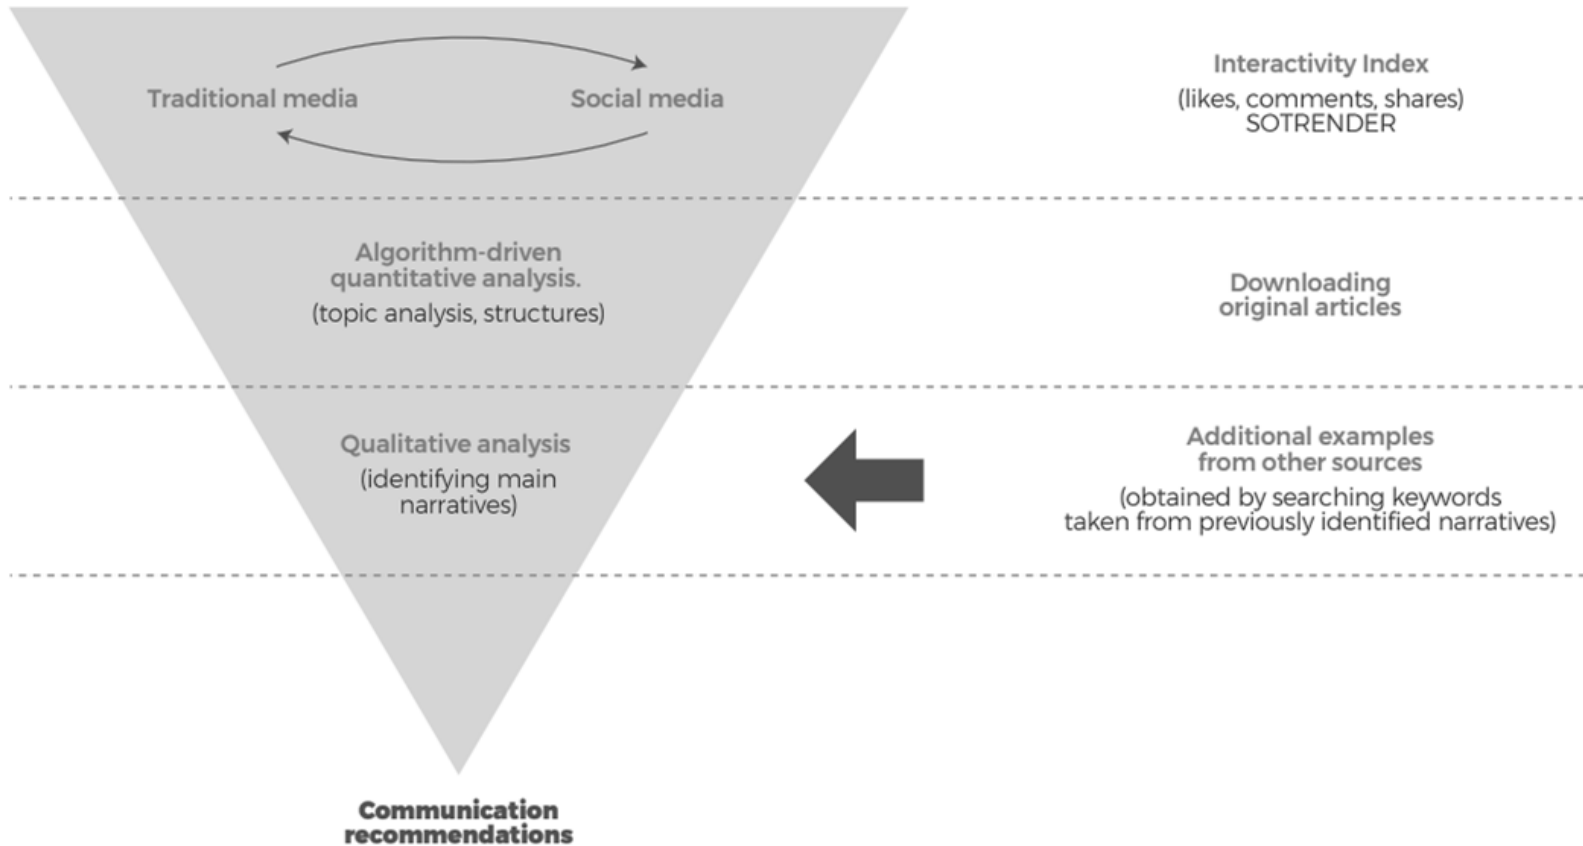 Traditional media
Social media
Interactivity Index
(likes, comments, shares)
SOTRENDER
Algorithm-driven
quantitative analysis.
(topic analysis, structures)
Downloading
original articles
Qualitative analysis
(identifying main
narratives)
Additional examples
from other sources
(obtained by searching keywords
taken from previously identified narratives)
Communication
recommendations